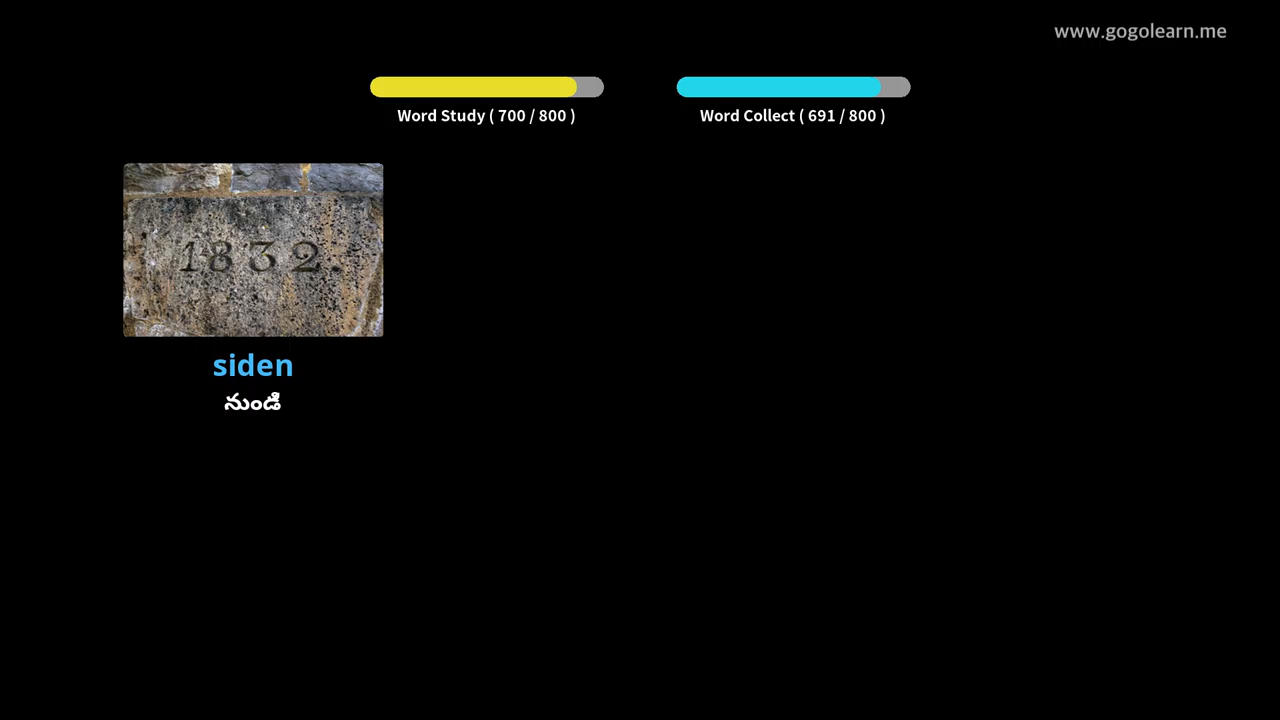 www.gogolearn.me
Word Study ( 700 / 800 )
Word Collect ( 691 / 800 )
1832.
siden
నుండి